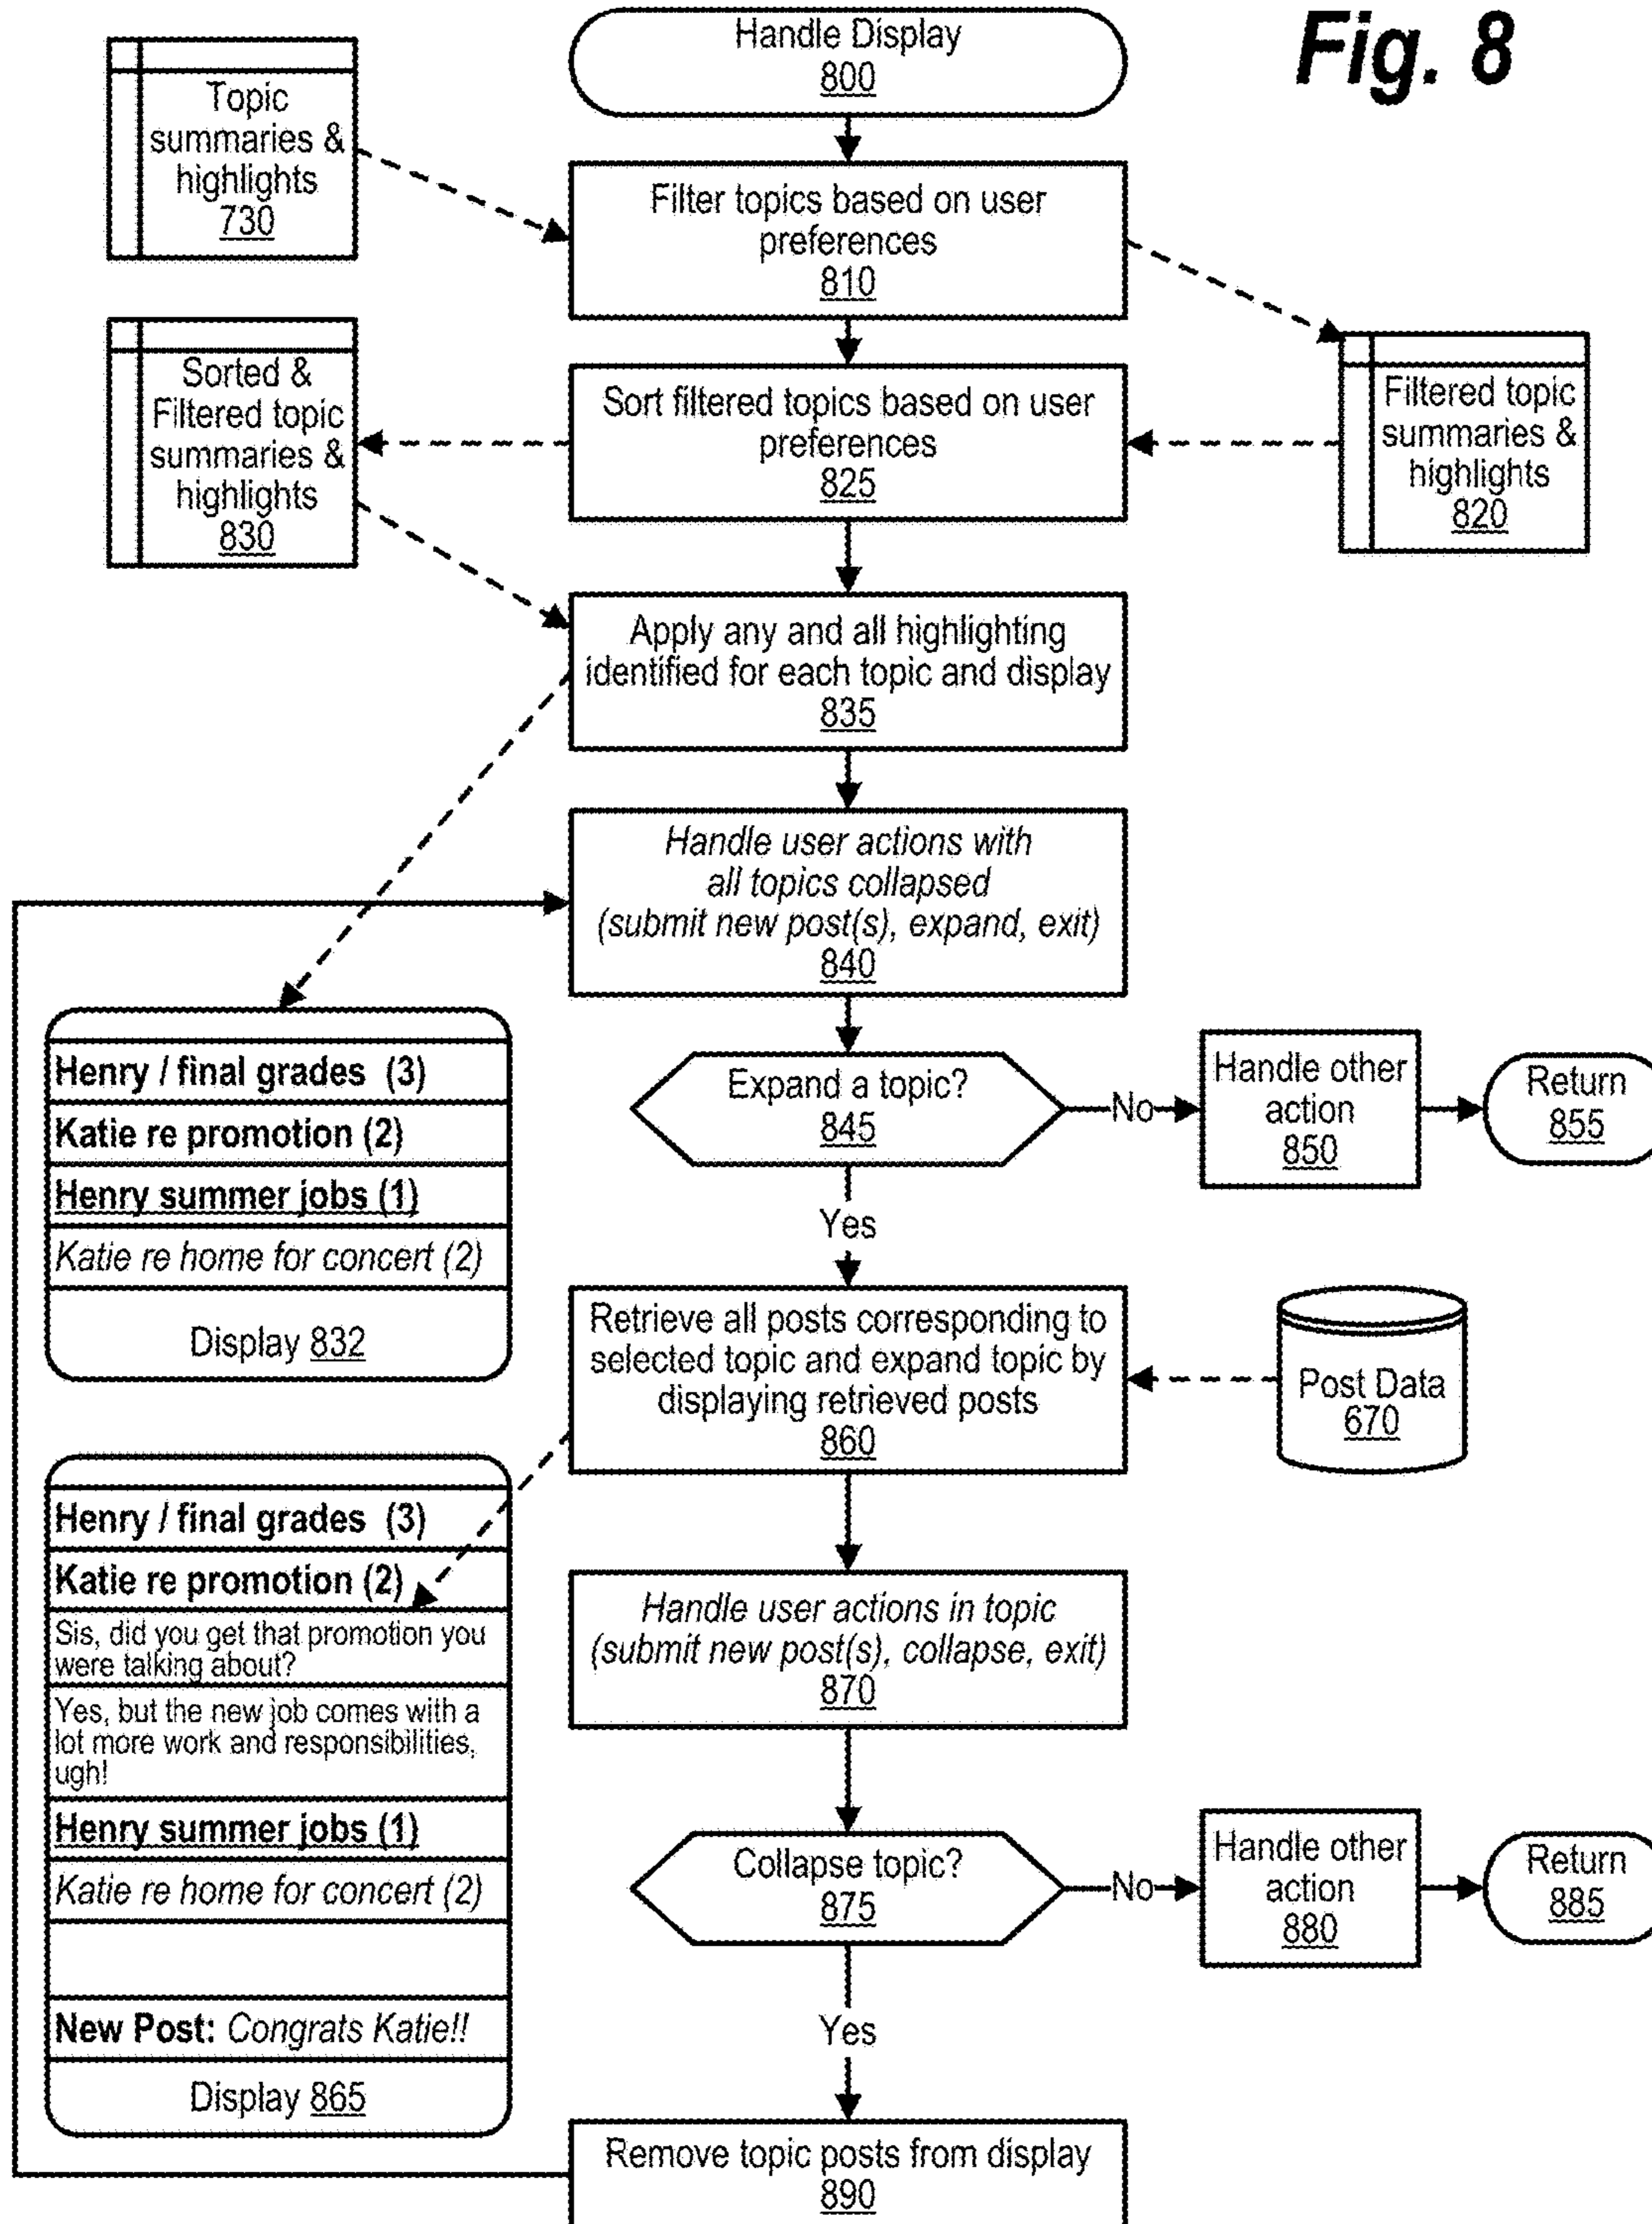 Fig. 8
Handle Display
800
Topic
summaries &
highlights
730
Filter topics based on user
preferences
810
Sorted &
Filtered topic
summaries &
highlights
830
Sort filtered topics based on user
preferences
825
Filtered topic
summaries &
highlights
820
Apply any and all highlighting
identified for each topic and display
835
Handle user actions with
all topics collapsed
(submit new post(s), expand, exit)
840
Henry / final grades (3)
Katie re promotion (2)
Henry summer jobs (1)
Katie re home for concert (2)
Display 832
Expand a topic?
845
No
Handle other
action
850
Return
855
Yes
Retrieve all posts corresponding to
selected topic and expand topic by
displaying retrieved posts
860
Post Data
670
Henry / final grades (3)
Katie re promotion (2)
Sis, did you get that promotion you
were talking about?
Yes, but the new job comes with a
lot more work and responsibilities,
ugh!
Henry summer jobs (1)
Katie re home for concert (2)
New Post: Congrats Katie!!
Display 865
Handle user actions in topic
(submit new post(s), collapse, exit)
870
Collapse topic?
875
No
Handle other
action
880
Return
885
Yes
Remove topic posts from display
890